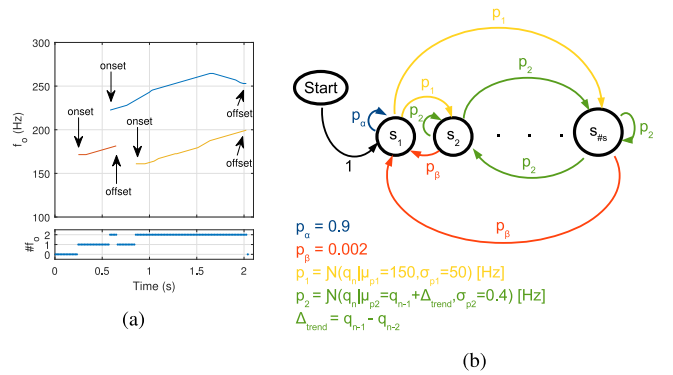 300
250
200
150
100
f_o (Hz)
onset
onset
onset
offset
offset
offset
2
1
0
#f_o
0
0.5
1
1.5
2
Time (s)
(a)
Start
1
p_α
s_1
p_1
p_1
p_2
s_2
p_β
p_2
. . .
p_2
s_#s
p_2
p_β
p_α = 0.9
p_β = 0.002
p_1 = N(q_n|μ_p1=150,σ_p1=50) [Hz]
p_2 = N(q_n|μ_p2=q_n-1+Δ_trend,σ_p2=0.4) [Hz]
Δ_trend = q_n-1 - q_n-2
(b)